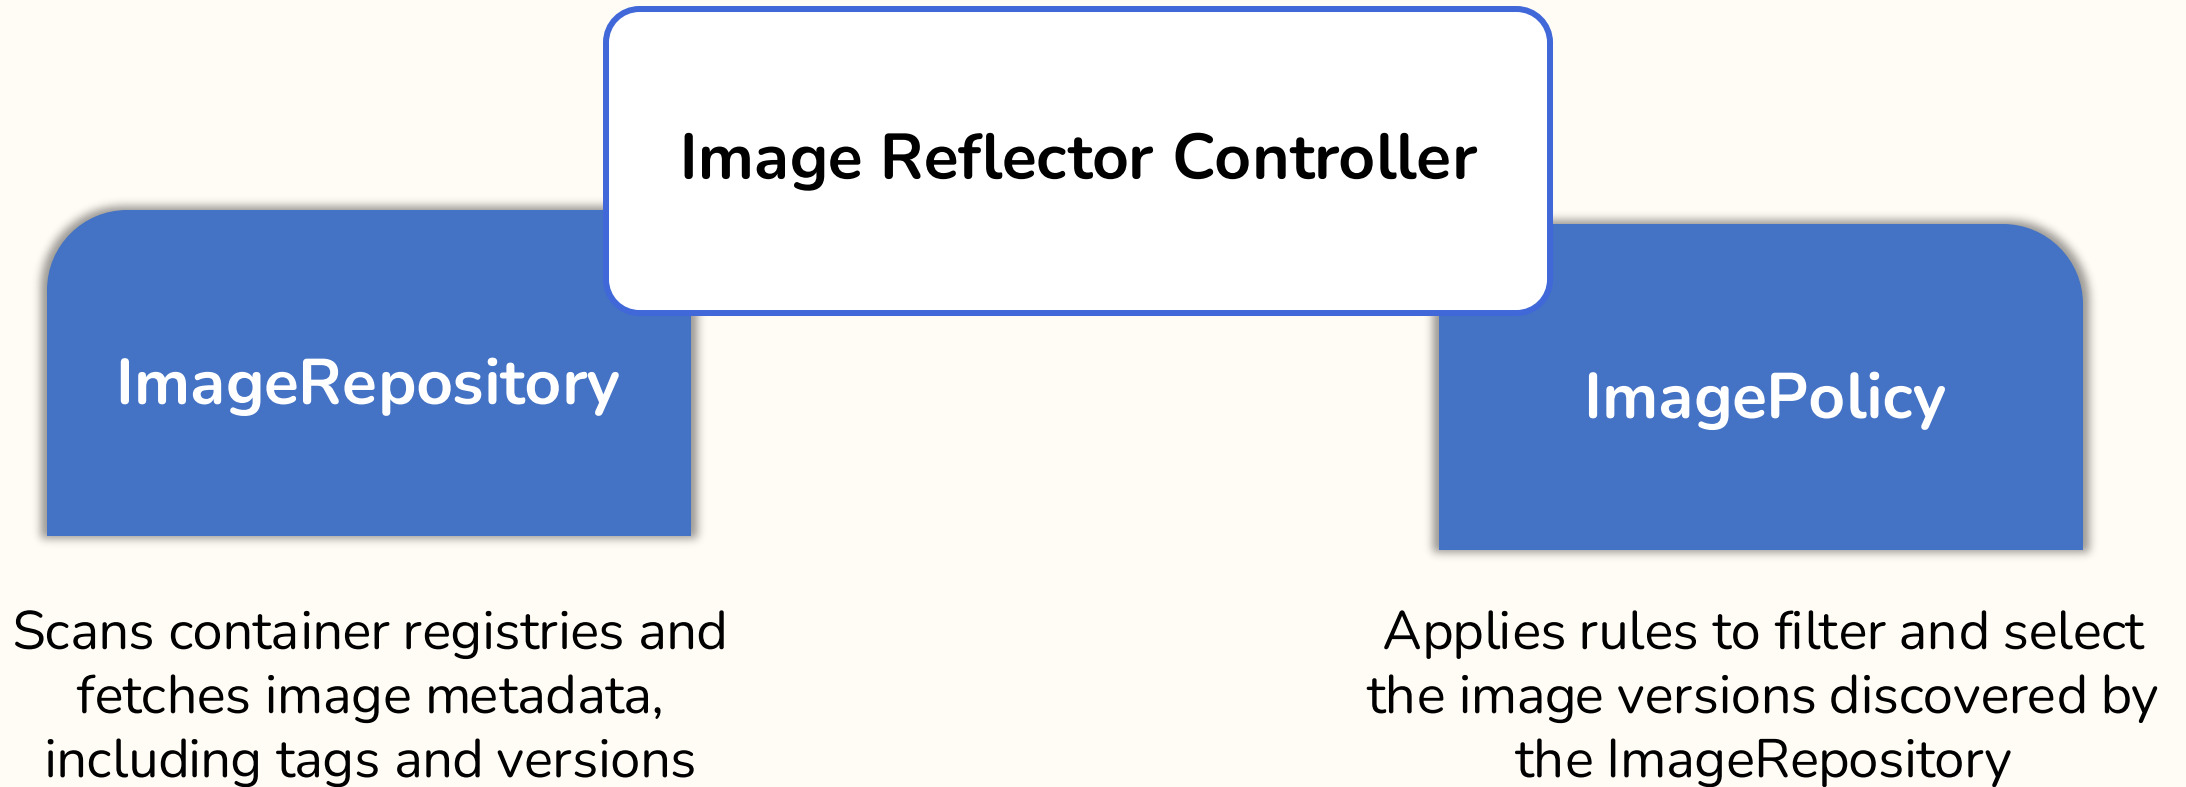 Image Reflector Controller
ImageRepository
ImagePolicy
Scans container registries and
fetches image metadata,
including tags and versions
Applies rules to filter and select
the image versions discovered by
the ImageRepository